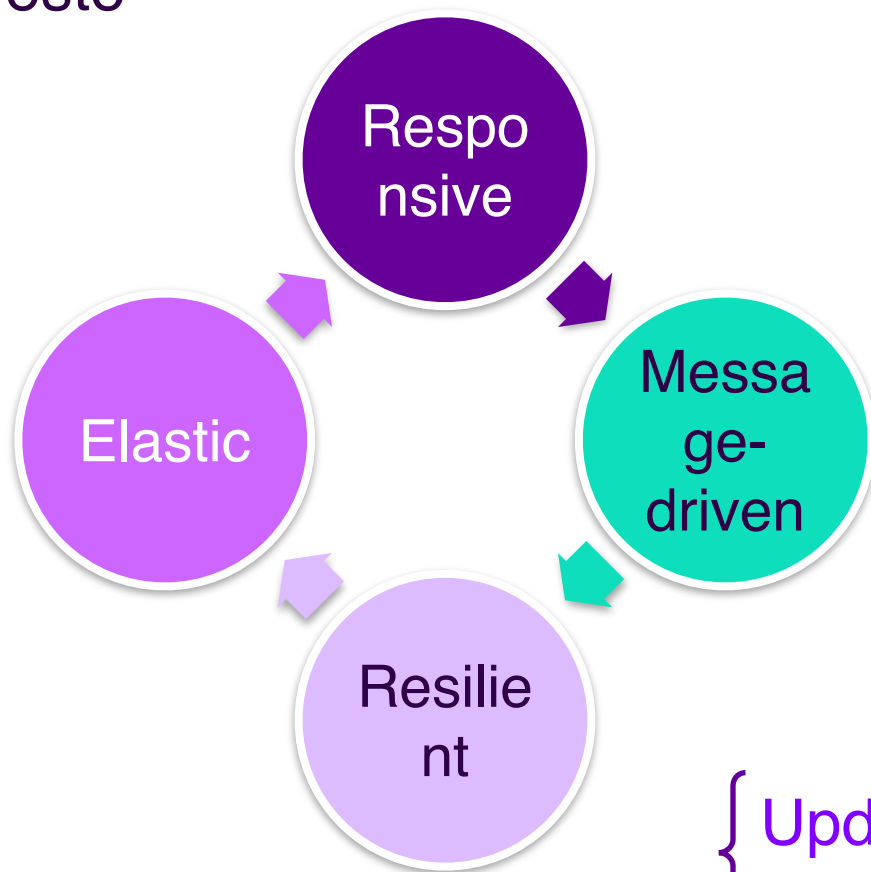 Respo
nsive
Elastic
Messa
ge-
driven
Resilie
nt
{ Upd